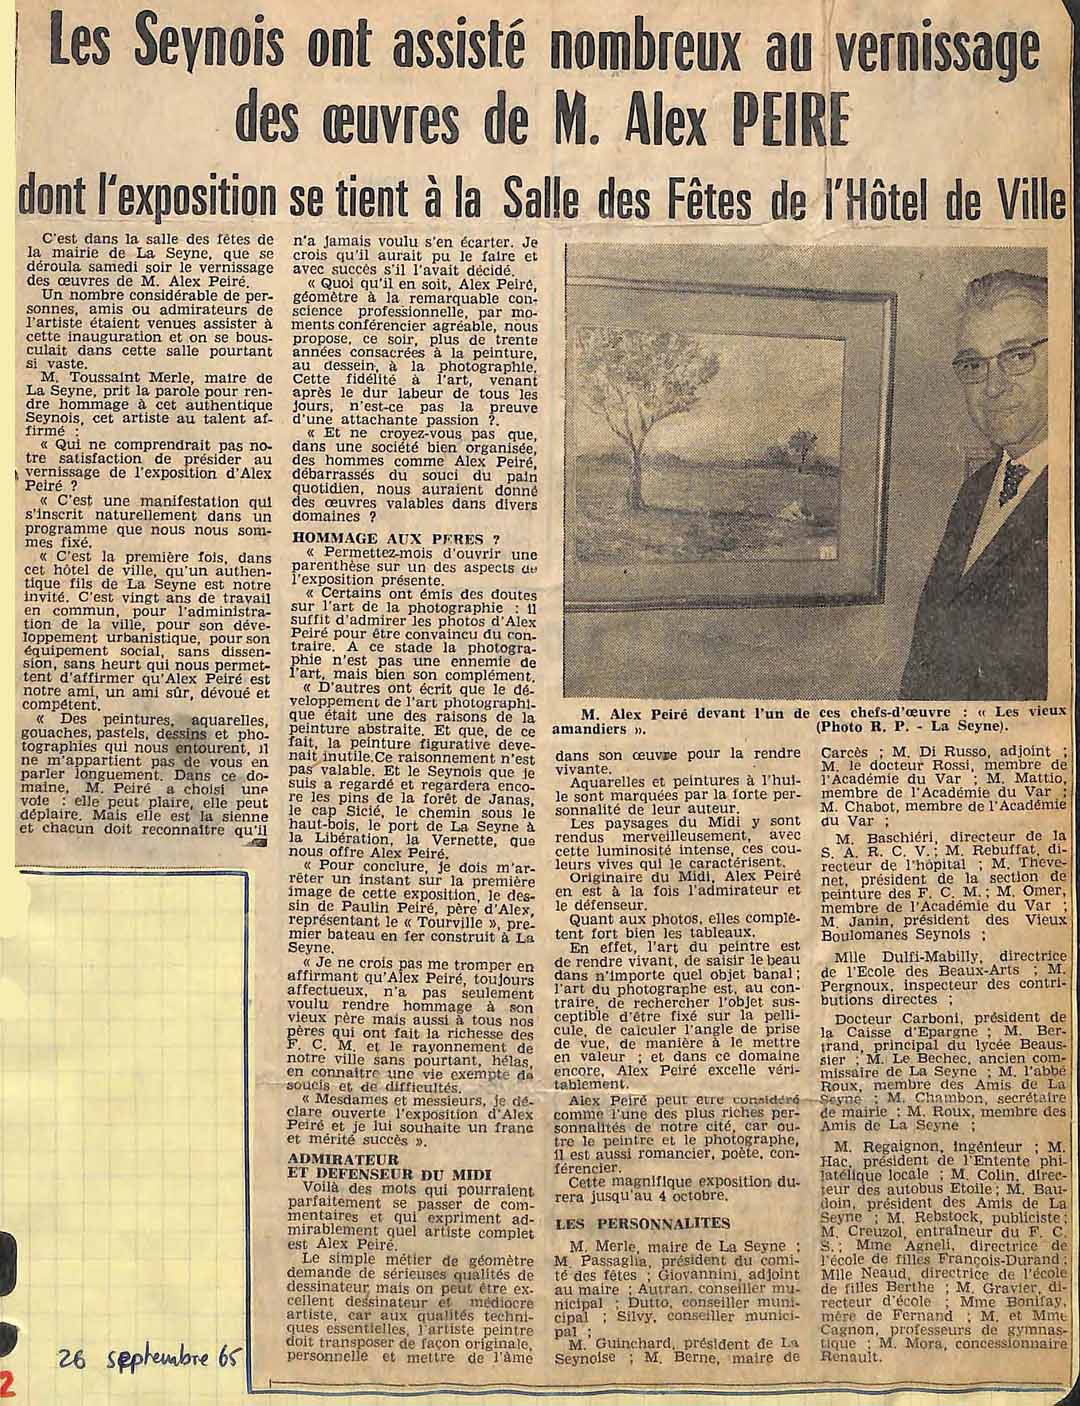 Les Seynois ont assisté nombreux au vernissage
des œuvres de M. Alex PEIRE
dont l'exposition se tient à la Salle des Fêtes de l'Hôtel de Ville
C'est dans la salle des fêtes de
la mairie de La Seyne, que se
déroula samedi soir le vernissage
des œuvres de M. Alex Peiré.
Un nombre considérable de per-
sonnes, amis ou admirateurs de
l'artiste étaient venues assister à
cette inauguration et on se bous-
culait dans cette salle pourtant
si vaste.
M. Toussaint Merle, maire de
La Seyne, prit la parole pour ren-
dre hommage à cet authentique
Seynois, cet artiste au talent af-
firmé :
« Qui ne comprendrait pas no-
tre satisfaction de présider au
vernissage de l'exposition d'Alex
Peiré ?
« C'est une manifestation qui
s'inscrit naturellement dans un
programme que nous nous som-
mes fixé.
« C'est la première fois, dans
cet hôtel de ville, qu'un authen-
tique fils de La Seyne est notre
invité. C'est vingt ans de travail
en commun, pour l'administra-
tion de la ville, pour son déve-
loppement urbanistique, pour son
équipement social, sans dissen-
sion, sans heurt qui nous permet-
tent d'affirmer qu'Alex Peiré est
notre ami, un ami sûr, dévoué et
compétent.
« Des peintures, aquarelles,
gouaches, pastels, dessins et pho-
tographies qui nous entourent, il
ne m'appartient pas de vous en
parler longuement. Dans ce do-
maine, M. Peiré a choisi une
voie : elle peut plaire, elle peut
déplaire. Mais elle est la sienne
et chacun doit reconnaître qu'il
n'a jamais voulu s'en écarter. Je
crois qu'il aurait pu le faire et
avec succès s'il l'avait décidé.
« Quoi qu'il en soit, Alex Peiré,
géomètre à la remarquable con-
science professionnelle, par mo-
ments conférencier agréable, nous
propose, ce soir, plus de trente
années consacrées à la peinture,
au dessein, à la photographie.
Cette fidélité à l'art, venant
après le dur labeur de tous les
jours, n'est-ce pas la preuve
d'une attachante passion ?.
« Et ne croyez-vous pas que,
dans une société bien organisée,
des hommes comme Alex Peiré,
débarrassés du souci du pain
quotidien, nous auraient donné
des œuvres valables dans divers
domaines ?
HOMMAGE AUX PERES ?
« Permettez-mois d'ouvrir une
parenthèse sur un des aspects de
l'exposition présente.
« Certains ont émis des doutes
sur l'art de la photographie : il
suffit d'admirer les photos d'Alex
Peiré pour être convaincu du con-
traire. A ce stade la photogra-
phie n'est pas une ennemie de
l'art, mais bien son complément.
« D'autres ont écrit que le dé-
veloppement de l'art photographi-
que était une des raisons de la
peinture abstraite. Et que, de ce
fait, la peinture figurative deve-
nait inutile.Ce raisonnement n'est
pas valable. Et le Seynois que je
suis a regardé et regardera enco-
re les pins de la forêt de Janas,
le cap Sicié, le chemin sous le
haut-bois, le port de La Seyne à
la Libération, la Vernette, que
nous offre Alex Peiré.
« Pour conclure, je dois m'ar-
rêter un instant sur la première
image de cette exposition, le des-
sin de Paulin Peiré, père d'Alex,
représentant le « Tourville », pre-
mier bateau en fer construit à La
Seyne.
« Je ne crois pas me tromper en
affirmant qu'Alex Peiré, toujours
affectueux, n'a pas seulement
voulu rendre hommage à son
vieux père mais aussi à tous nos
pères qui ont fait la richesse des
F. C. M. et le rayonnement de
notre ville sans pourtant, hélas,
en connaître une vie exempte de
soucis et de difficultés.
« Mesdames et messieurs, je dé-
clare ouverte l'exposition d'Alex
Peiré et je lui souhaite un franc
et mérité succès ».
ADMIRATEUR
ET DEFENSEUR DU MIDI
Voilà des mots qui pourraient
parfaitement se passer de com-
mentaires et qui expriment ad-
mirablement quel artiste complet
est Alex Peiré.
Le simple métier de géomètre
demande de sérieuses qualités de
dessinateur mais on peut être ex-
cellent dessinateur et médiocre
artiste, car aux qualités techni-
ques essentielles, l'artiste peintre
doit transposer de façon originale,
personnelle et mettre de l'âme
M. Alex Peiré devant l'un de ces chefs-d'œuvre : « Les vieux
amandiers ». (Photo R. P. - La Seyne).
dans son œuvre pour la rendre
vivante.
Aquarelles et peintures à l'hui-
le sont marquées par la forte per-
sonnalité de leur auteur.
Les paysages du Midi y sont
rendus merveilleusement, avec
cette luminosité intense, ces cou-
leurs vives qui le caractérisent.
Originaire du Midi, Alex Peiré
en est à la fois l'admirateur et
le défenseur.
Quant aux photos, elles complè-
tent fort bien les tableaux.
En effet, l'art du peintre est
de rendre vivant, de saisir le beau
dans n'importe quel objet banal ;
l'art du photographe est, au con-
traire, de rechercher l'objet sus-
ceptible d'être fixé sur la pelli-
cule, de calculer l'angle de prise
de vue, de manière à le mettre
en valeur ; et dans ce domaine
encore, Alex Peiré excelle véri-
tablement.
Alex Peiré peut être considéré
comme l'une des plus riches per-
sonnalités de notre cité, car ou-
tre le peintre et le photographe,
il est aussi romancier, poète, con-
férencier.
Cette magnifique exposition du-
rera jusqu'au 4 octobre.
LES PERSONNALITES
M. Merle, maire de La Seyne ;
M. Passaglia, président du comi-
té des fêtes ; Giovannini, adjoint
au maire ; Autran, conseiller mu-
nicipal ; Dutto, conseiller muni-
cipal ; Silvy, conseiller munici-
pal ;
M. Guinchard, président de La
Seynoise ; M. Berne, maire de
Carcès ; M. Di Russo, adjoint ;
M. le docteur Rossi, membre de
l'Académie du Var ; M. Mattio,
membre de l'Académie du Var ;
M. Chabot, membre de l'Académie
du Var ;
M. Baschiéri, directeur de la
S. A. R. C. V.; M. Rebuffat, di-
recteur de l'hôpital ; M. Théve-
net, président de la section de
peinture des F. C. M.; M. Omer,
membre de l'Académie du Var ;
M. Janin, président des Vieux
Boulomanes Seynois ;
Mlle Dulfi-Mabilly, directrice
de l'Ecole des Beaux-Arts ; M.
Pergnoux, inspecteur des contri-
butions directes ;
Docteur Carboni, président de
la Caisse d'Epargne ; M. Ber-
trand, principal du lycée Beaus-
sier ; M. Le Bechec, ancien com-
missaire de La Seyne ; M. l'abbé
Roux, membre des Amis de La
Seyne ; M. Chambon, secrétaire
de mairie ; M. Roux, membre des
Amis de La Seyne ;
M. Regaignon, ingénieur ; M.
Hac, président de l'Entente phi-
latélique locale ; M. Colin, direc-
teur des autobus Etoile ; M. Bau-
doin, président des Amis de La
Seyne ; M. Rebstock, publiciste ;
M. Creuzol, entraîneur du F. C.
S.; Mme Agneli, directrice de
l'école de filles François-Durand ;
Mlle Neaud, directrice de l'école
de filles Berthe ; M. Gravier, di-
recteur d'école ; Mme Bonifay,
mère de Fernand ; M. et Mme
Cagnon, professeurs de gymnas-
tique ; M. Mora, concessionnaire
Renault.
26 septembre 65
2